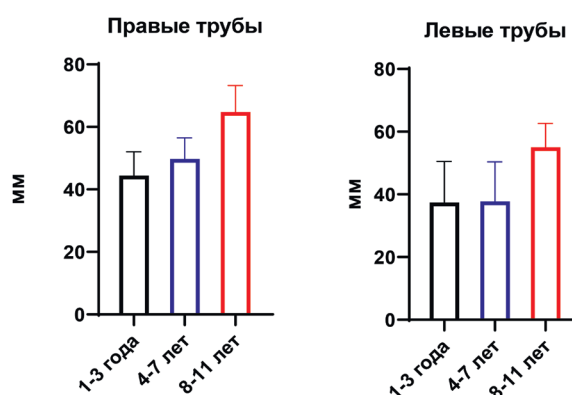 Правые трубы
80
60
40
20
0
мм
1-3 года
4-7 лет
8-11 лет
Левые трубы
80
60
40
20
0
мм
1-3 года
4-7 лет
8-11 лет